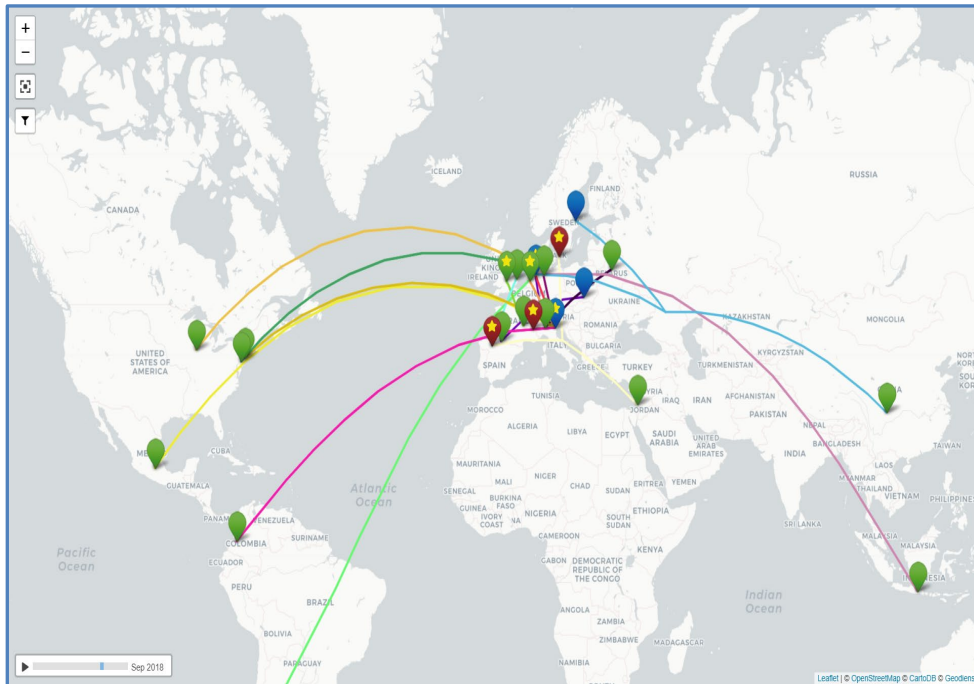 +
−
ICELAND
RUSSIA
FINLAND
CANADA
SWEDEN
IRELAND
BELARUS
UKRAINE
KAZAKHSTAN
MONGOLIA
ROMANIA
ITALY
BULGARIA
UNITED
STATES OF
AMERICA
SPAIN
GREECE
TURKEY
TURKMENISTAN
KYRGYZSTAN
TUNISIA
IRAQ
IRAN
AFGHANISTAN
MOROCCO
JORDAN
PAKISTAN
ALGERIA
LIBYA
EGYPT
SAUDI
ARABIA
UNITED
ARAB
EMIRATES
NEPAL
BANGLADESH
TAIWAN
CUBA
INDIA
LAOS
GUATEMALA
MAURITANIA
MALI
NIGER
CHAD
SUDAN
ERITREA
YEMEN
THAILAND
VIETNAM
PHILIPPINE
Atlantic
Ocean
SENEGAL
GUINEA
BURKINA
FASO
IVORY
COAST
NIGERIA
SOUTH
SUDAN
ETHIOPIA
SRI LANKA
VENEZUELA
SURINAME
COLOMBIA
CAMEROON
MALAYSIA
Pacific
Ocean
ECUADOR
GABON
DEMOCRATIC
REPUBLIC OF
THE CONGO
KENYA
PERU
BRAZIL
ANGOLA
Indian
Ocean
ZAMBIA
BOLIVIA
ZIMBABWE
MADAGASCAR
PARAGUAY
NAMIBIA
Sep 2018
Leaflet | © OpenStreetMap © CartoDB © Geodiens